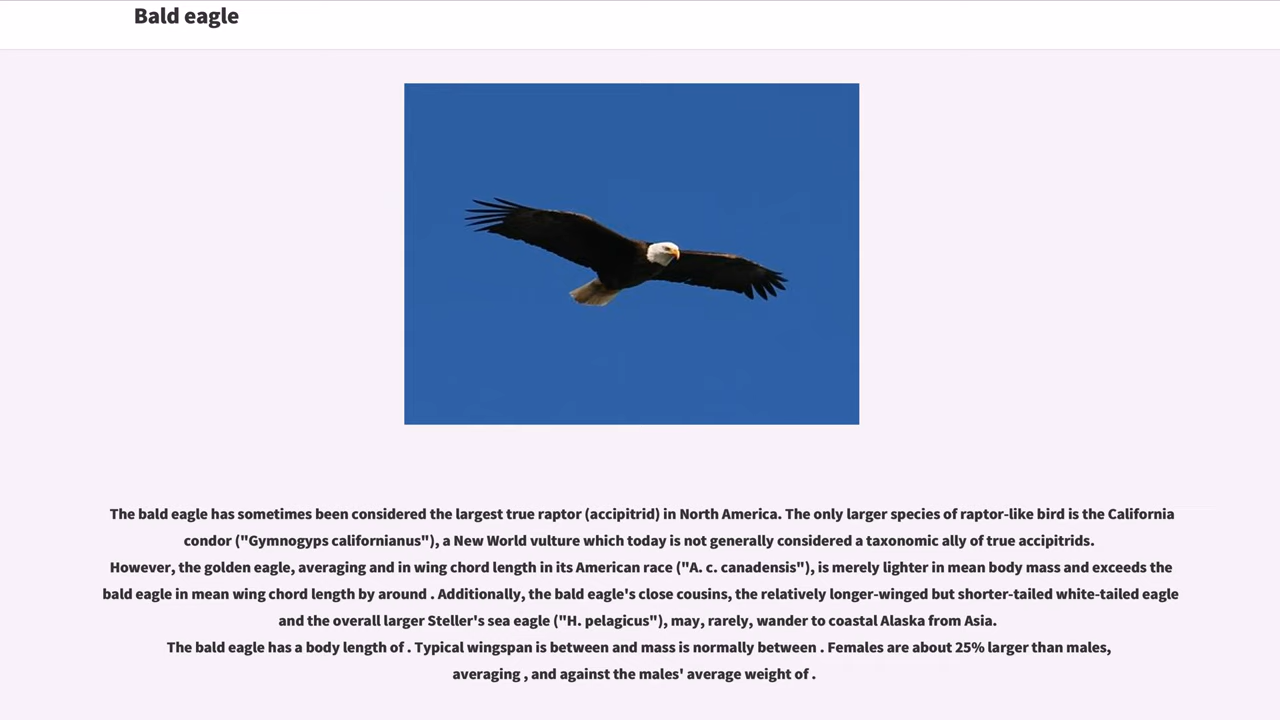 Bald eagle
The bald eagle has sometimes been considered the largest true raptor (accipitrid) in North America. The only larger species of raptor-like bird is the California
condor ("Gymnogyps californianus"), a New World vulture which today is not generally considered a taxonomic ally of true accipitrids.
However, the golden eagle, averaging and in wing chord length in its American race ("A. c. canadensis"), is merely lighter in mean body mass and exceeds the
bald eagle in mean wing chord length by around . Additionally, the bald eagle's close cousins, the relatively longer-winged but shorter-tailed white-tailed eagle
and the overall larger Steller's sea eagle ("H. pelagicus"), may, rarely, wander to coastal Alaska from Asia.
The bald eagle has a body length of . Typical wingspan is between and mass is normally between . Females are about 25% larger than males,
averaging , and against the males' average weight of .